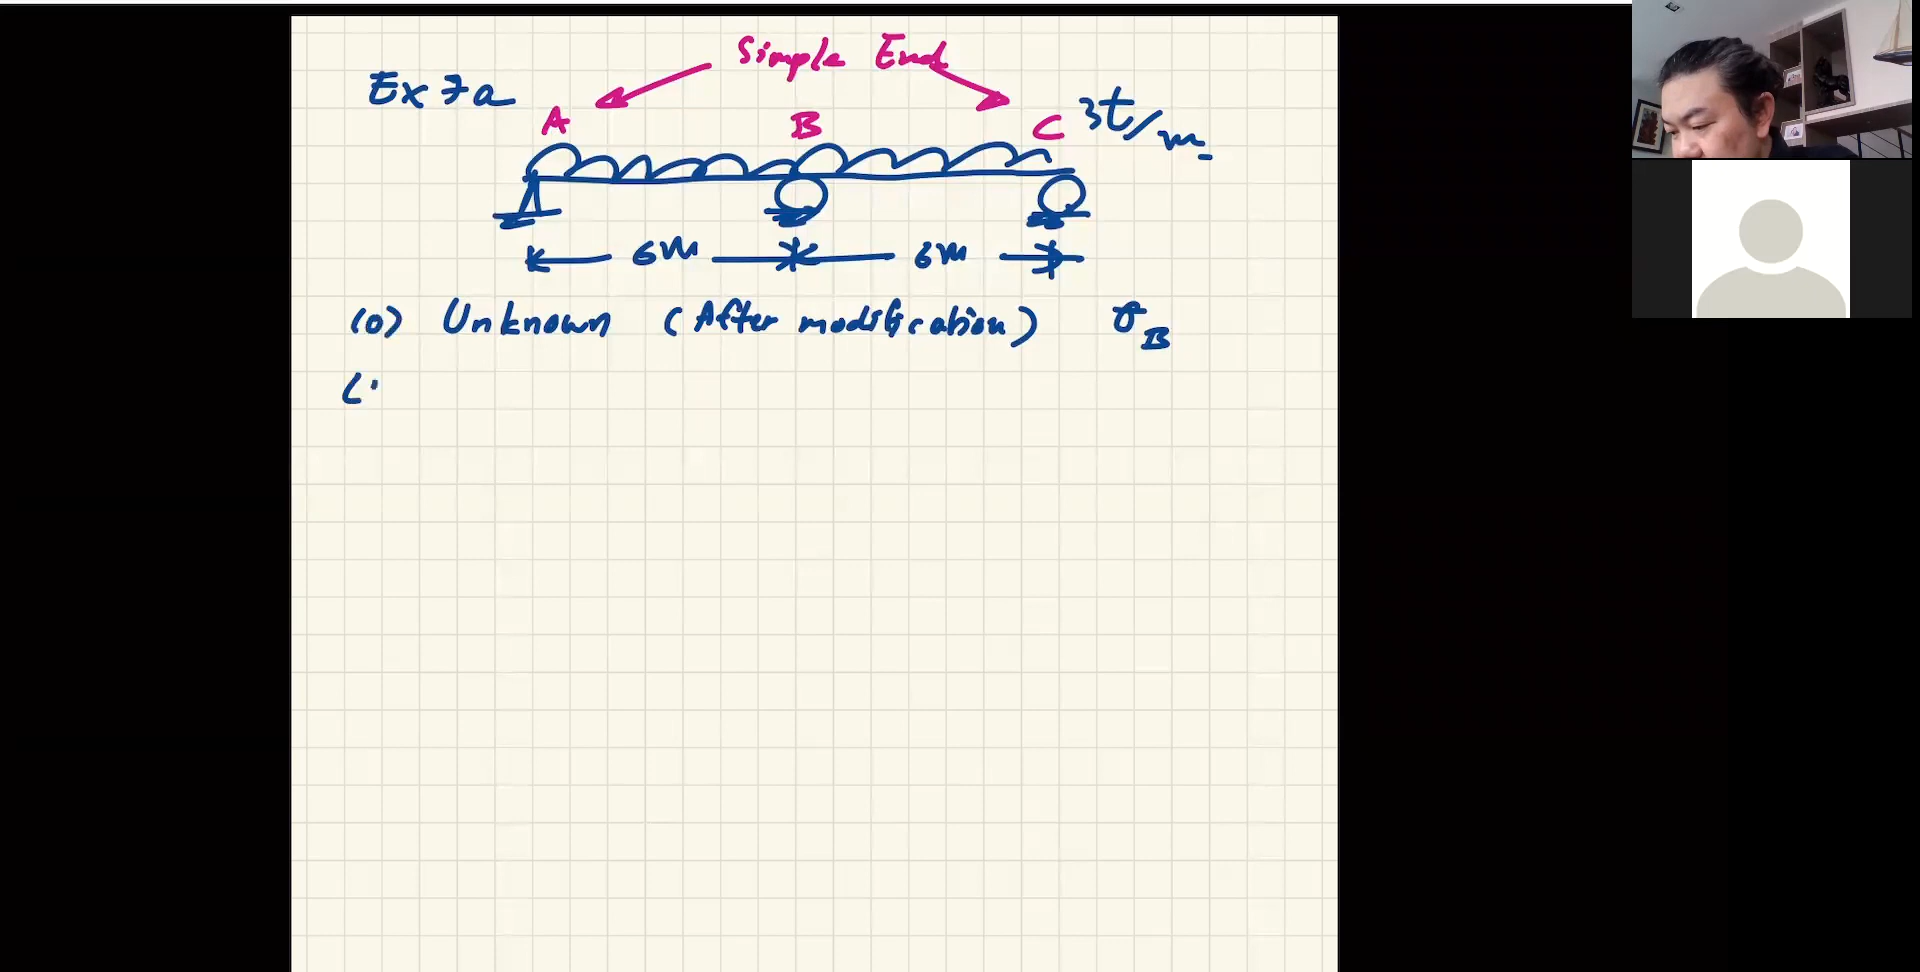 Simple End
Ex 7a
A B C 3t/m
6m 6m
(0) Unknown (After modification) θB
(